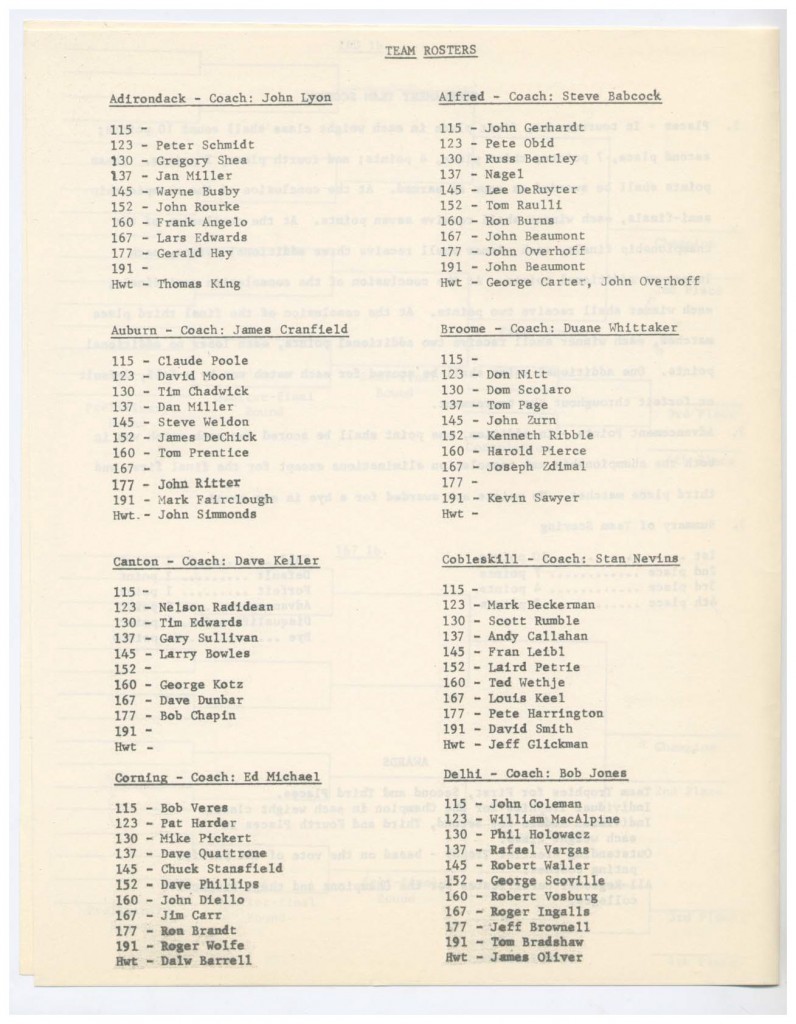 TEAM ROSTERS
Adirondack - Coach: John Lyon
115 -
123 - Peter Schmidt
130 - Gregory Shea
137 - Jan Miller
145 - Wayne Busby
152 - John Rourke
160 - Frank Angelo
167 - Lars Edwards
177 - Gerald Hay
191 -
Hwt - Thomas King
Alfred - Coach: Steve Babcock
115 - John Gerhardt
123 - Pete Obid
130 - Russ Bentley
137 - Nagel
145 - Lee DeRuyter
152 - Tom Raulli
160 - Ron Burns
167 - John Beaumont
177 - John Overhoff
191 - John Beaumont
Hwt - George Carter, John Overhoff
Auburn - Coach: James Cranfield
115 - Claude Poole
123 - David Moon
130 - Tim Chadwick
137 - Dan Miller
145 - Steve Weldon
152 - James DeChick
160 - Tom Prentice
167 -
177 - John Ritter
191 - Mark Fairclough
Hwt. - John Simmonds
Broome - Coach: Duane Whittaker
115 -
123 - Don Nitt
130 - Dom Scolaro
137 - Tom Page
145 - John Zurn
152 - Kenneth Ribble
160 - Harold Pierce
167 - Joseph Zdimal
177 -
191 - Kevin Sawyer
Hwt -
Canton - Coach: Dave Keller
115 -
123 - Nelson Radidean
130 - Tim Edwards
137 - Gary Sullivan
145 - Larry Bowles
152 -
160 - George Kotz
167 - Dave Dunbar
177 - Bob Chapin
191 -
Hwt -
Cobleskill - Coach: Stan Nevins
115 -
123 - Mark Beckerman
130 - Scott Rumble
137 - Andy Callahan
145 - Fran Leibl
152 - Laird Petrie
160 - Ted Wethje
167 - Louis Keel
177 - Pete Harrington
191 - David Smith
Hwt - Jeff Glickman
Corning - Coach: Ed Michael
115 - Bob Veres
123 - Pat Harder
130 - Mike Pickert
137 - Dave Quattrone
145 - Chuck Stansfield
152 - Dave Phillips
160 - John Diello
167 - Jim Carr
177 - Ron Brandt
191 - Roger Wolfe
Hwt - Dalw Barrell
Delhi - Coach: Bob Jones
115 - John Coleman
123 - William MacAlpine
130 - Phil Holowacz
137 - Rafael Vargas
145 - Robert Waller
152 - George Scoville
160 - Robert Vosburg
167 - Roger Ingalls
177 - Jeff Brownell
191 - Tom Bradshaw
Hwt - James Oliver